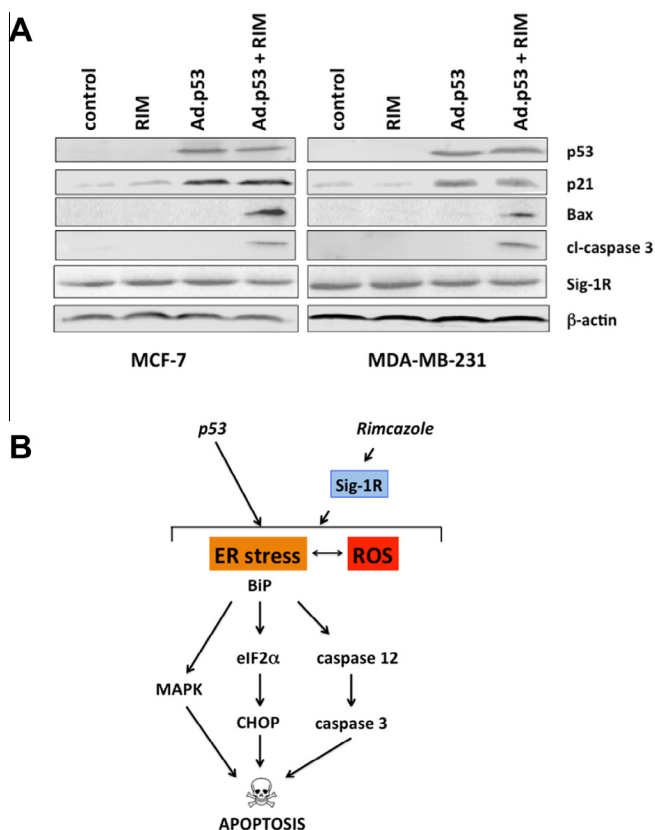 A
control RIM Ad.p53 Ad.p53 + RIM control RIM Ad.p53 Ad.p53 + RIM
p53
p21
Bax
cl-caspase 3
Sig-1R
β-actin
MCF-7 MDA-MB-231
B
p53 Rimcazole
Sig-1R
ER stress ROS
BiP
eIF2α caspase 12
MAPK
CHOP caspase 3
APOPTOSIS